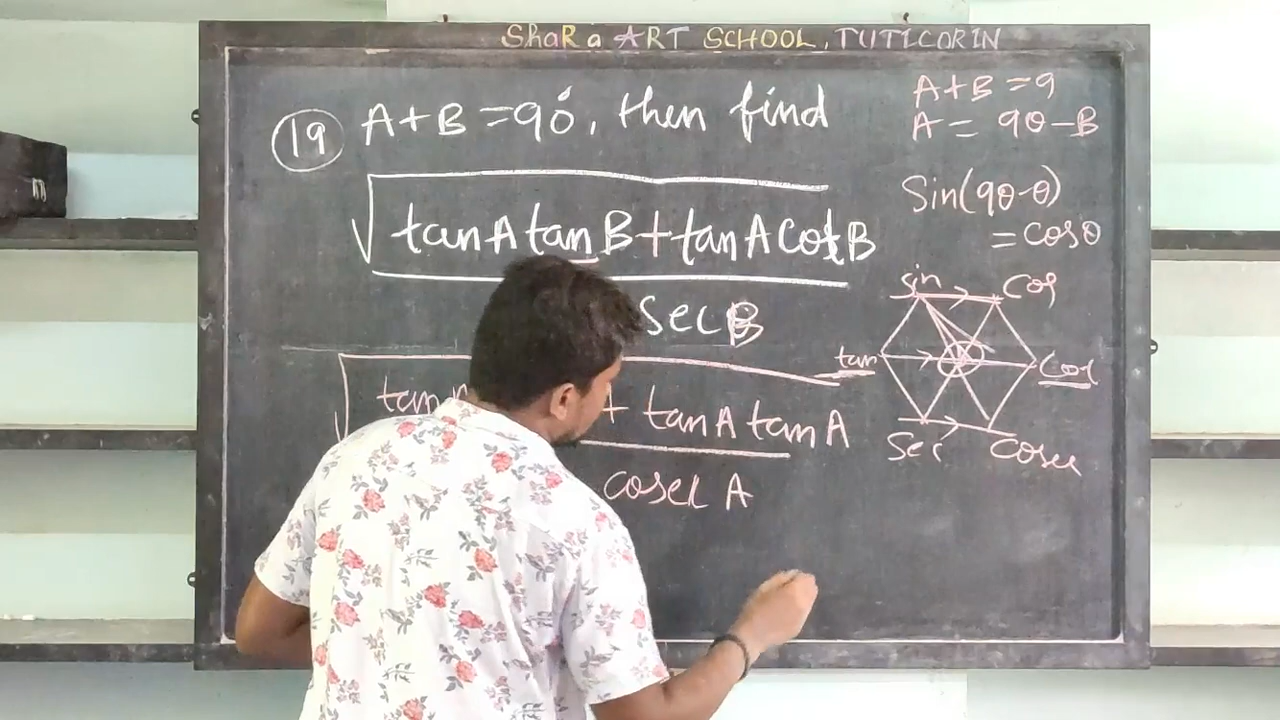 ShaRa ART SCHOOL, TUTICORIN
19 A+B=90°, then find
√ tanA tanB + tanA cotB
secB
√ tan + tanA tanA
cosec A
A+B=9
A = 90-B
Sin(90-θ)
= cosθ
sin cos
tan cot
Sec cosec